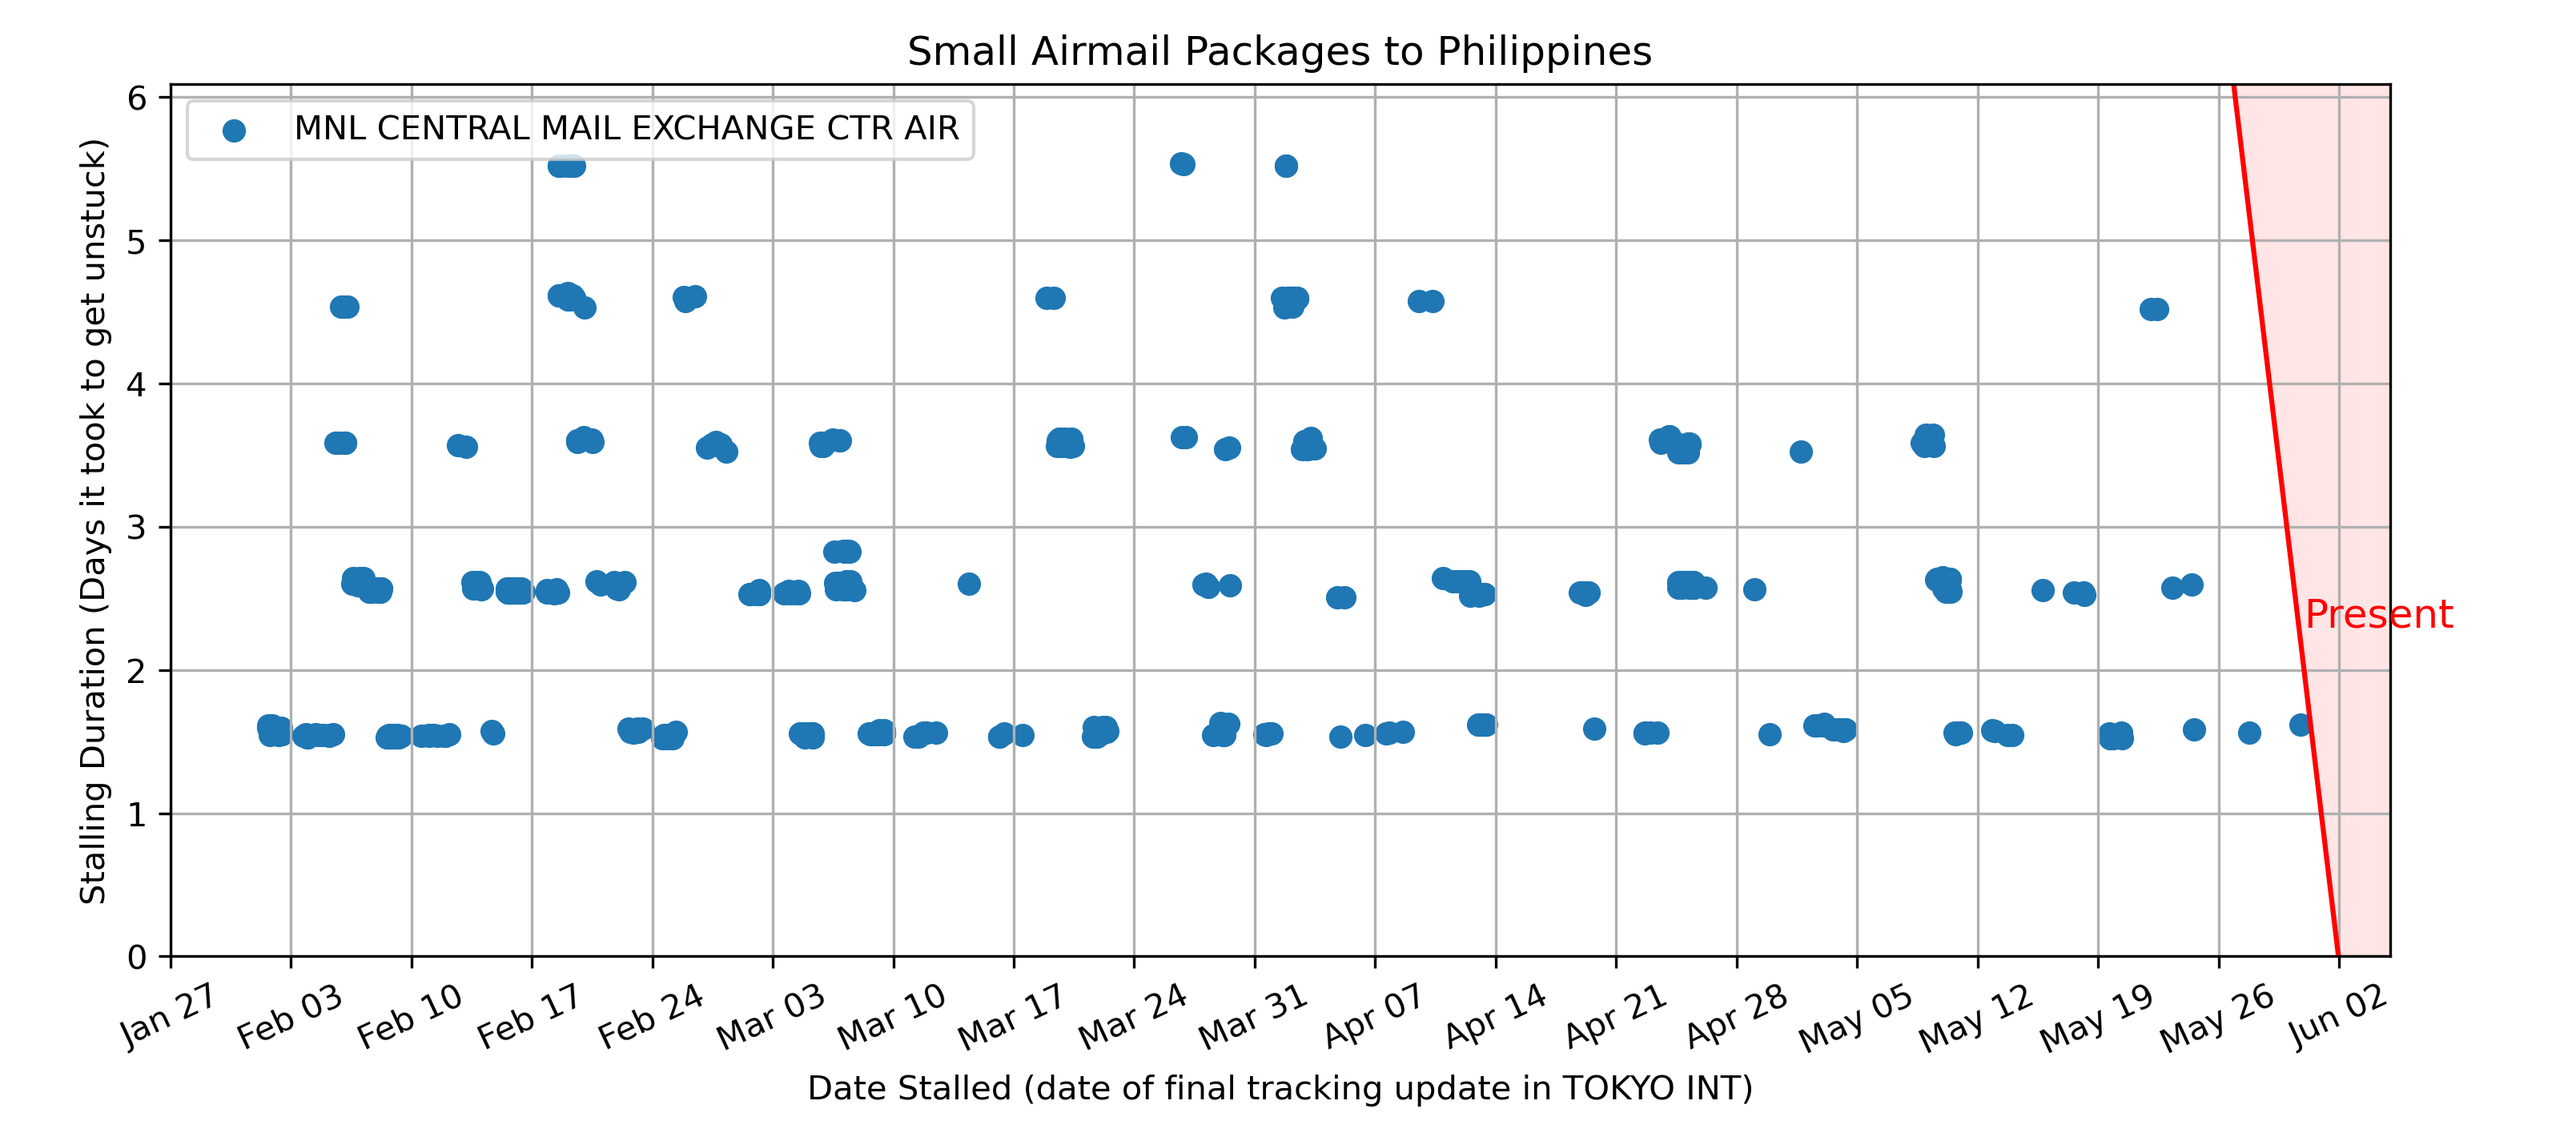 Small Airmail Packages to Philippines
MNL CENTRAL MAIL EXCHANGE CTR AIR
Stalling Duration (Days it took to get unstuck)
6
5
4
3
2
1
0
Present
Jan 27
Feb 03
Feb 10
Feb 17
Feb 24
Mar 03
Mar 10
Mar 17
Mar 24
Mar 31
Apr 07
Apr 14
Apr 21
Apr 28
May 05
May 12
May 19
May 26
Jun 02
Date Stalled (date of final tracking update in TOKYO INT)